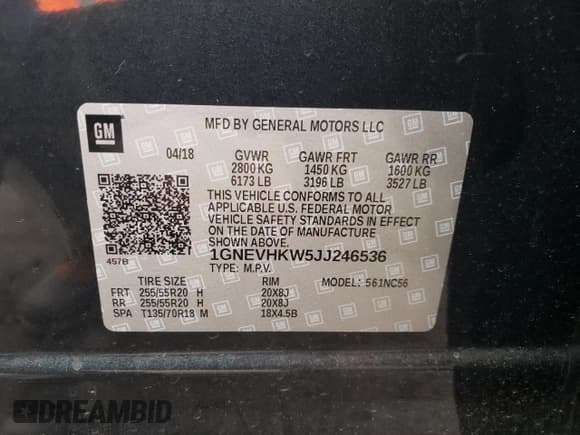 GM
MFD BY GENERAL MOTORS LLC
04/18 GVWR GAWR FRT GAWR RR
2800 KG 1450 KG 1600 KG
6173 LB 3196 LB 3527 LB
THIS VEHICLE CONFORMS TO ALL
APPLICABLE U.S. FEDERAL MOTOR
VEHICLE SAFETY STANDARDS IN EFFECT
ON THE DATE OF MANUFACTURE
SHOWN ABOVE.
1GNEVHKW5JJ246536
457B
TYPE: M.P.V.
TIRE SIZE RIM MODEL: 561NC56
FRT 255/55R20 H 20X8J
RR 255/55R20 H 20X8J
SPA T135/70R18 M 18X4.5B
DREAMBID